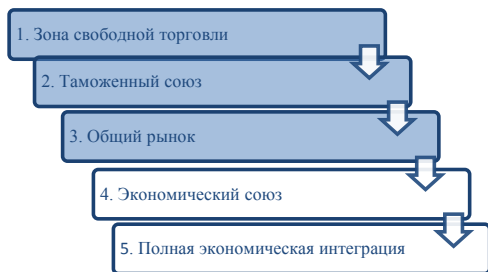 1. Зона свободной торговли
2. Таможенный союз
3. Общий рынок
4. Экономический союз
5. Полная экономическая интеграция